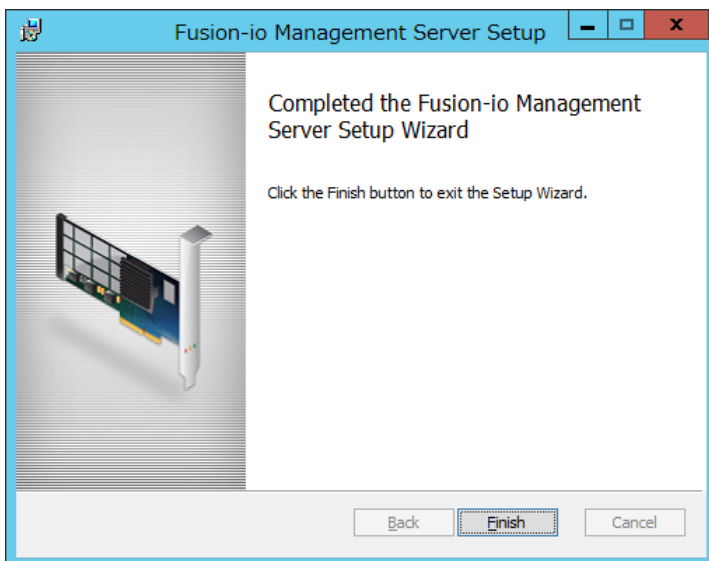 Fusion-io Management Server Setup
Completed the Fusion-io Management
Server Setup Wizard
Click the Finish button to exit the Setup Wizard.
Back
Finish
Cancel